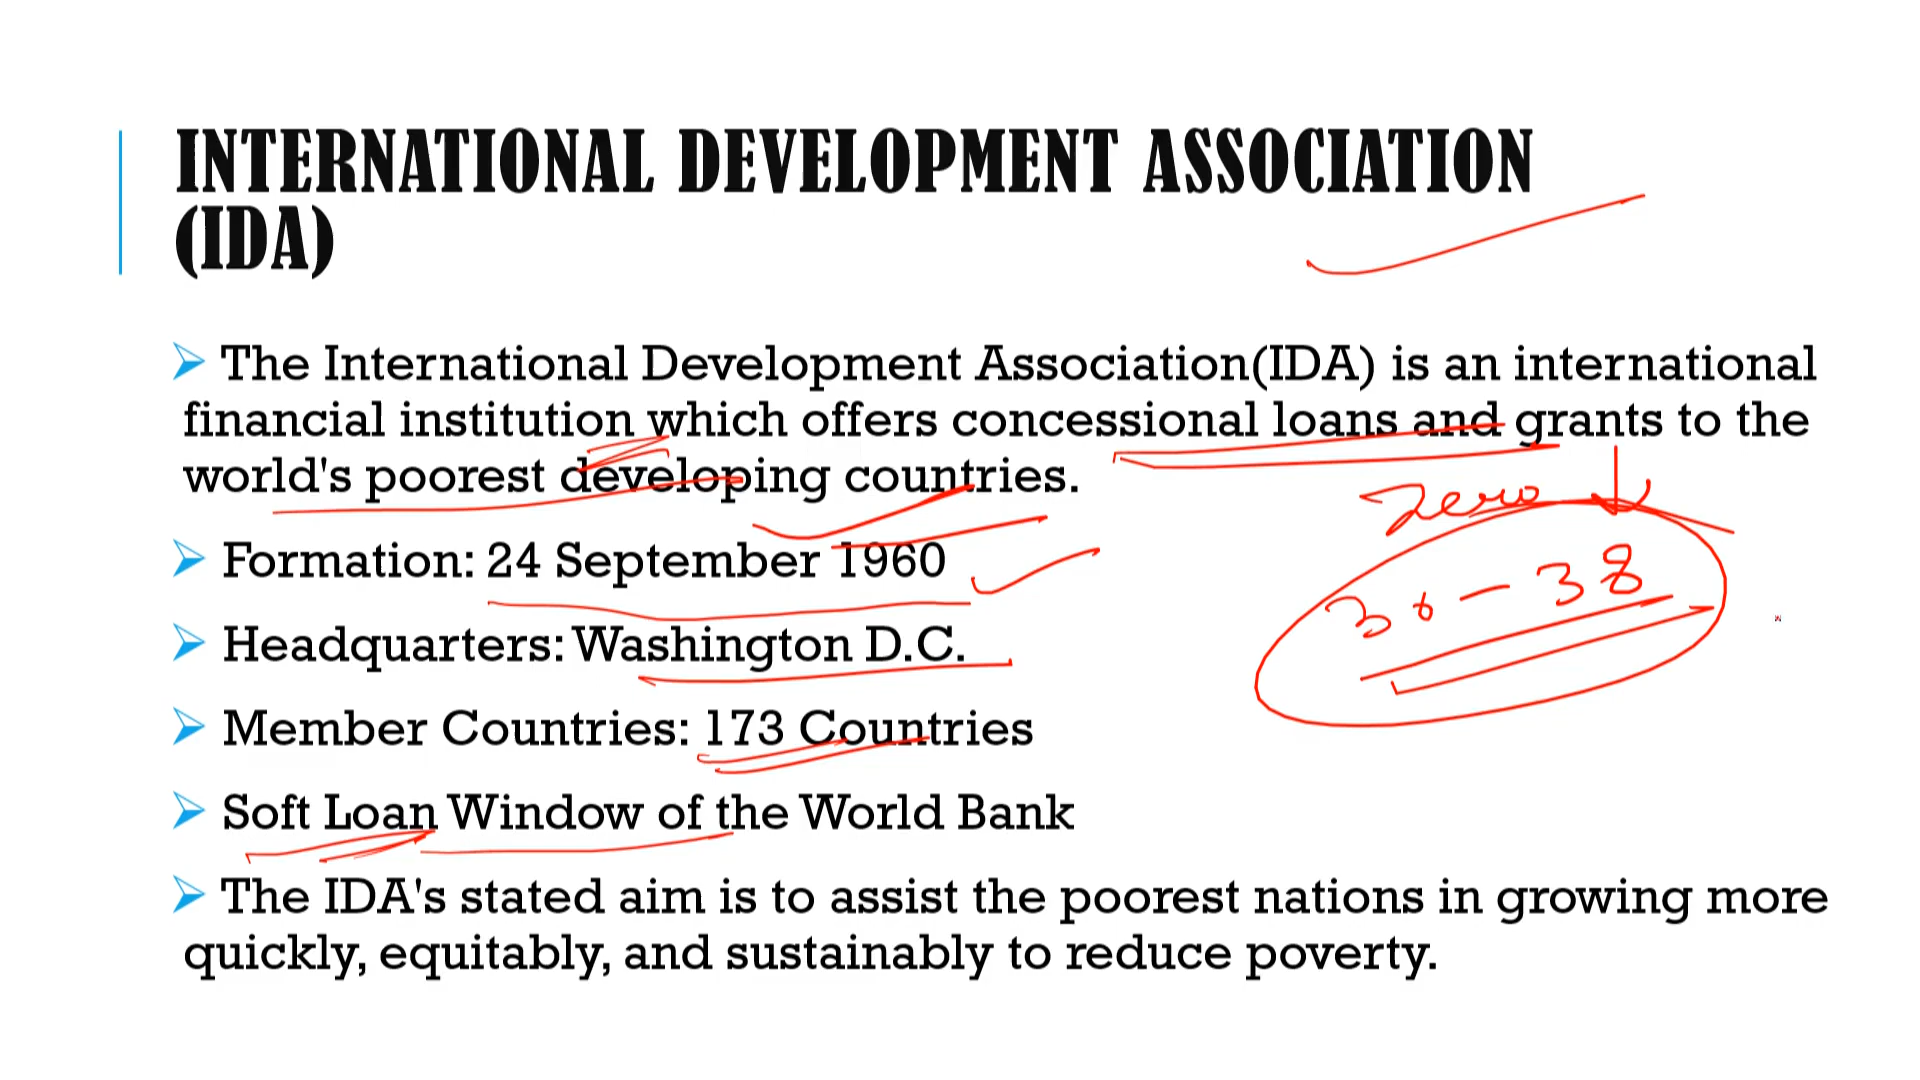 INTERNATIONAL DEVELOPMENT ASSOCIATION
(IDA)
The International Development Association(IDA) is an international
financial institution which offers concessional loans and grants to the
world's poorest developing countries.
Zero
Formation: 24 September 1960
30 - 38
Headquarters: Washington D.C.
Member Countries: 173 Countries
Soft Loan Window of the World Bank
The IDA's stated aim is to assist the poorest nations in growing more
quickly, equitably, and sustainably to reduce poverty.